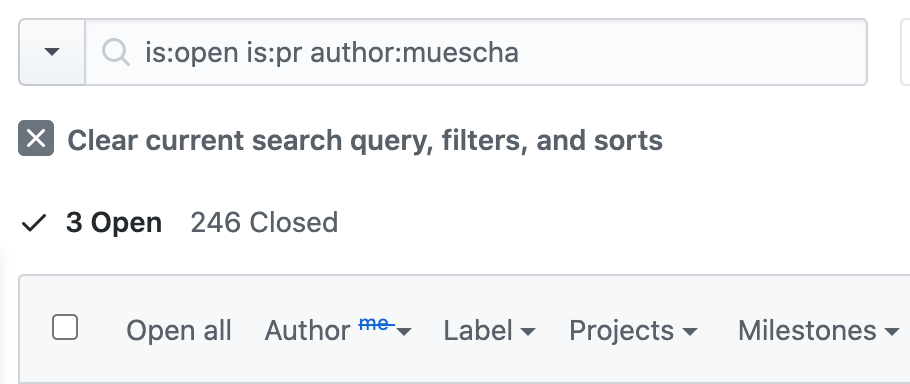 is:open is:pr author:muescha
Clear current search query, filters, and sorts
3 Open 246 Closed
Open all Author me Label Projects Milestones